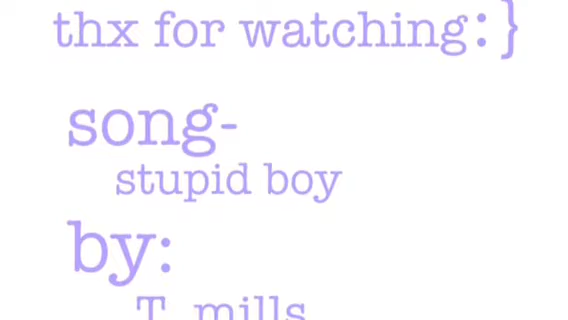 thx for watching:}
song-
stupid boy
by:
T. mills